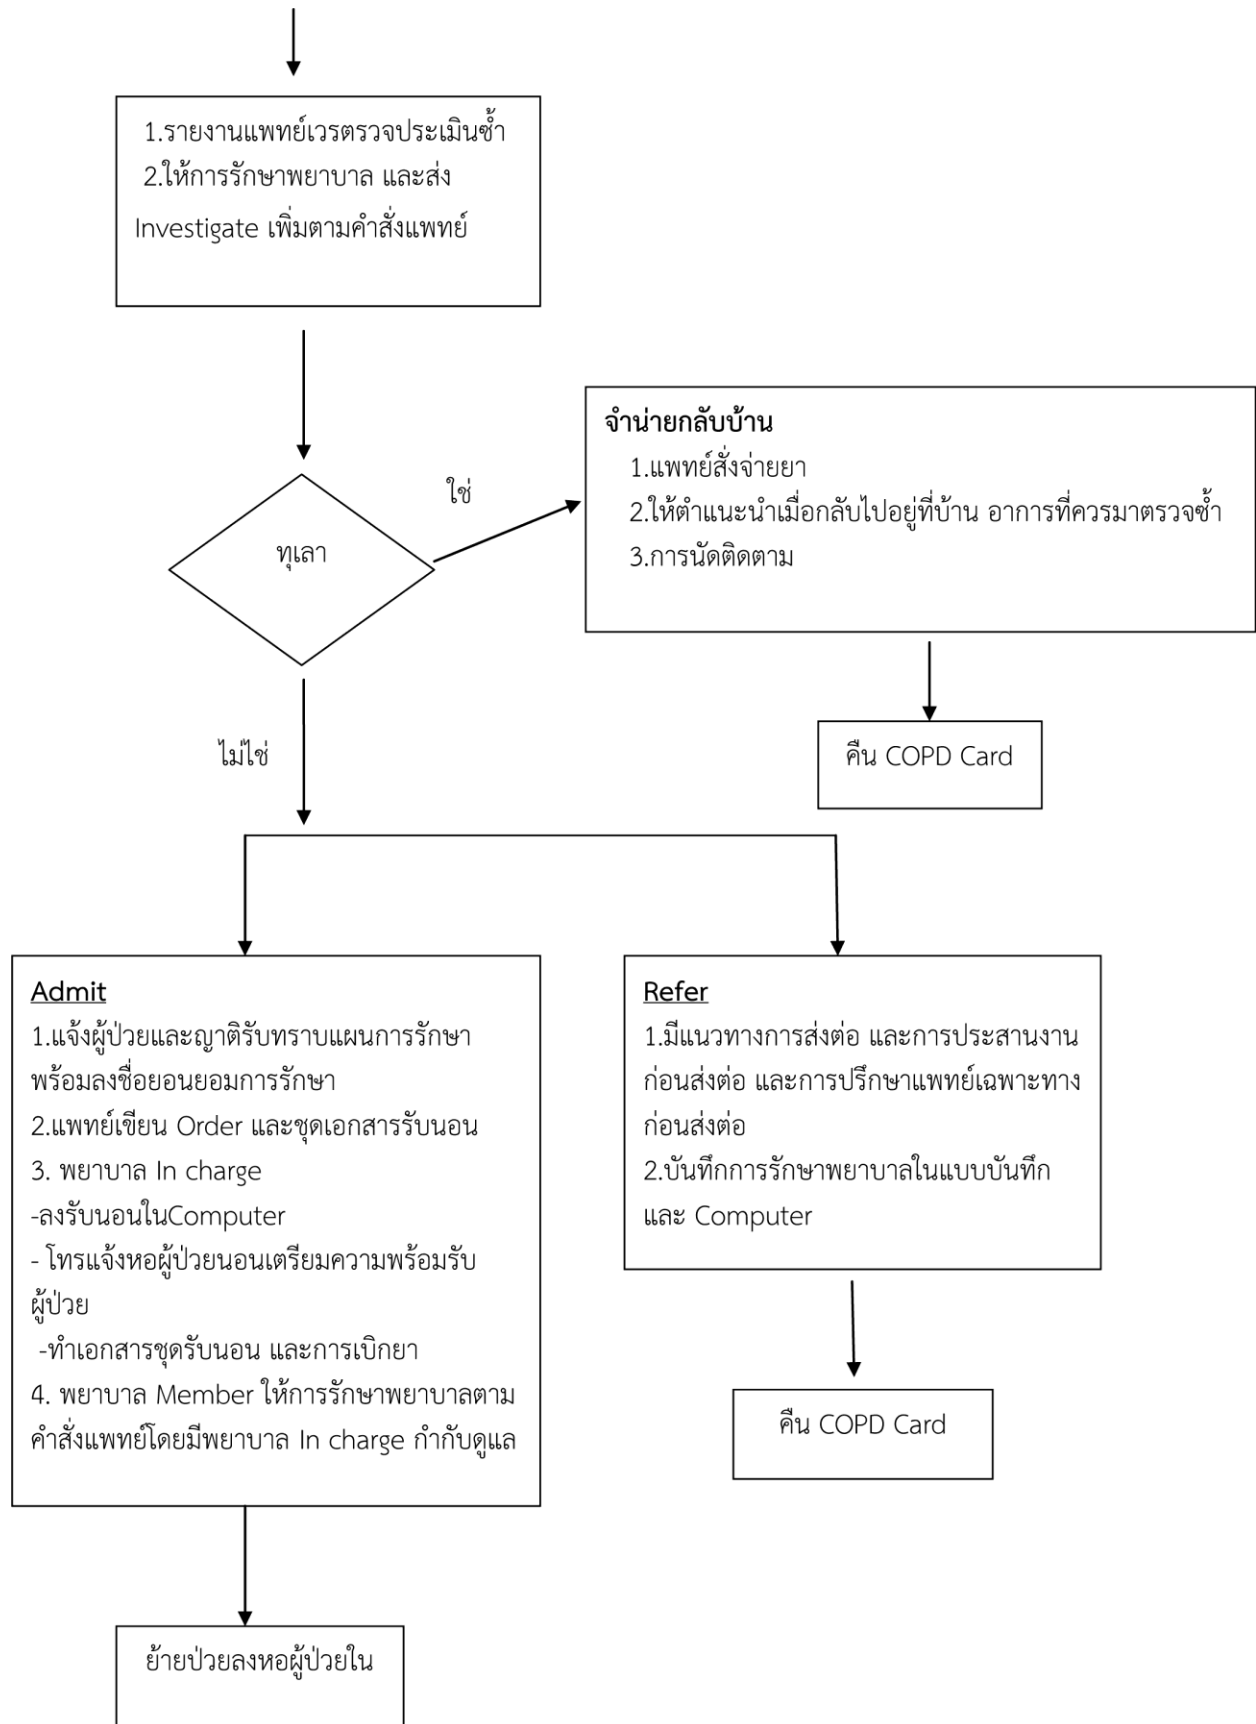 1.รายงานแพทย์เวรตรวจประเมินซ้ำ
2.ให้การรักษาพยาบาล และส่ง
Investigate เพิ่มตามคำสั่งแพทย์
จำน่ายกลับบ้าน
1.แพทย์สั่งจ่ายยา
2.ให้ตำแนะนำเมื่อกลับไปอยู่ที่บ้าน อาการที่ควรมาตรวจซ้ำ
3.การนัดติดตาม
ใช่
ทุเลา
คืน COPD Card
ไม่ไช่
Admit
1.แจ้งผู้ป่วยและญาติรับทราบแผนการรักษา
พร้อมลงชื่อยอนยอมการรักษา
2.แพทย์เขียน Order และชุดเอกสารรับนอน
3. พยาบาล In charge
-ลงรับนอนในComputer
- โทรแจ้งหอผู้ป่วยนอนเตรียมความพร้อมรับ
ผู้ป่วย
-ทำเอกสารชุดรับนอน และการเบิกยา
4. พยาบาล Member ให้การรักษาพยาบาลตาม
คำสั่งแพทย์โดยมีพยาบาล In charge กำกับดูแล
Refer
1.มีแนวทางการส่งต่อ และการประสานงาน
ก่อนส่งต่อ และการปรึกษาแพทย์เฉพาะทาง
ก่อนส่งต่อ
2.บันทึกการรักษาพยาบาลในแบบบันทึก
และ Computer
คืน COPD Card
ย้ายป่วยลงหอผู้ป่วยใน